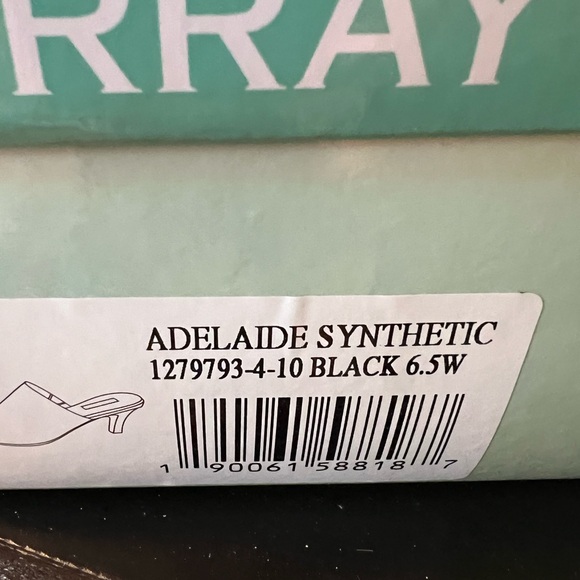 RRAY
ADELAIDE SYNTHETIC
1279793-4-10 BLACK 6.5W
1 90061 58818 7